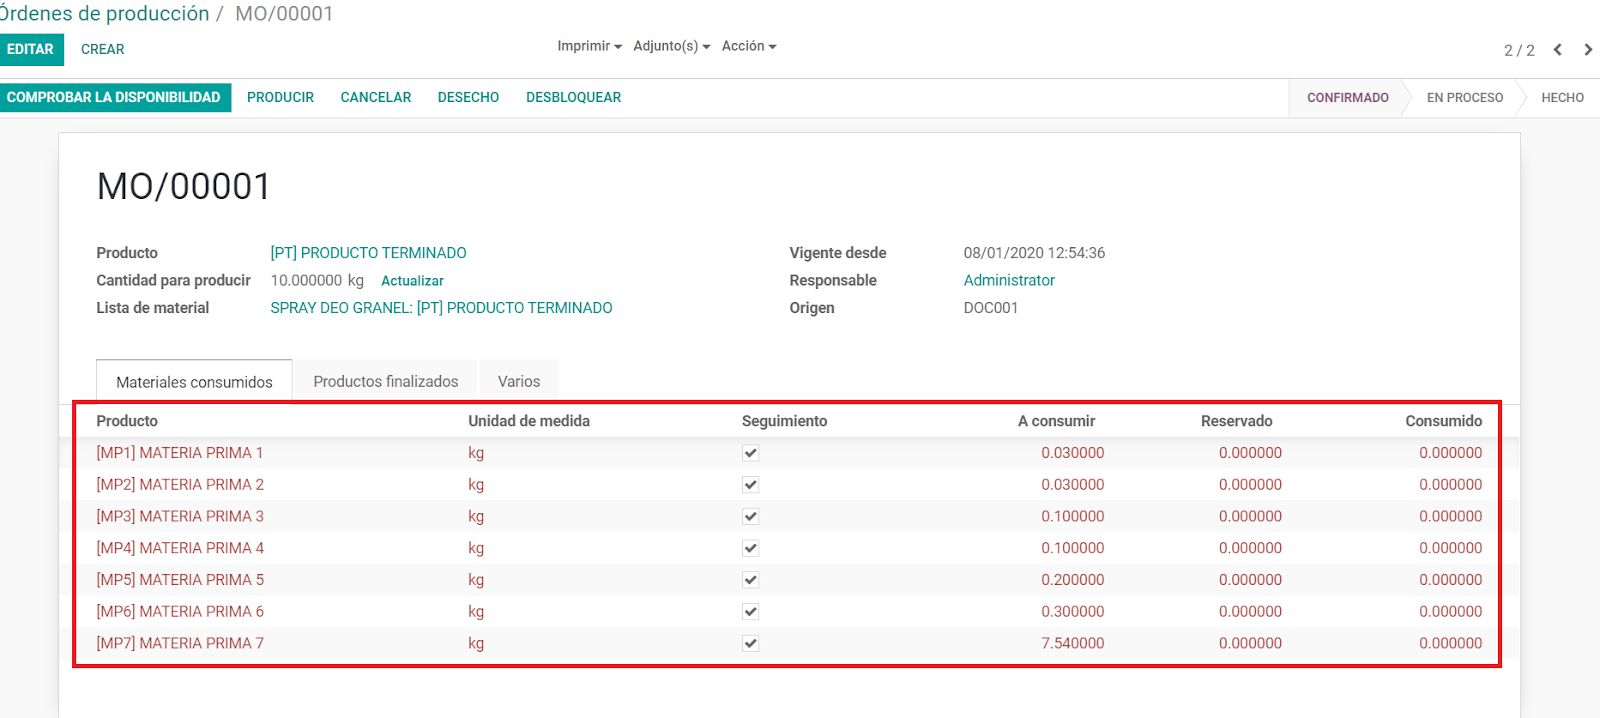 Órdenes de producción / MO/00001
EDITAR CREAR Imprimir Adjunto(s) Acción 2 / 2
COMPROBAR LA DISPONIBILIDAD PRODUCIR CANCELAR DESECHO DESBLOQUEAR CONFIRMADO EN PROCESO HECHO
MO/00001
Producto [PT] PRODUCTO TERMINADO Vigente desde 08/01/2020 12:54:36
Cantidad para producir 10.000000 kg Actualizar Responsable Administrator
Lista de material SPRAY DEO GRANEL: [PT] PRODUCTO TERMINADO Origen DOC001
Materiales consumidos Productos finalizados Varios
Producto Unidad de medida Seguimiento A consumir Reservado Consumido
[MP1] MATERIA PRIMA 1 kg 0.030000 0.000000 0.000000
[MP2] MATERIA PRIMA 2 kg 0.030000 0.000000 0.000000
[MP3] MATERIA PRIMA 3 kg 0.100000 0.000000 0.000000
[MP4] MATERIA PRIMA 4 kg 0.100000 0.000000 0.000000
[MP5] MATERIA PRIMA 5 kg 0.200000 0.000000 0.000000
[MP6] MATERIA PRIMA 6 kg 0.300000 0.000000 0.000000
[MP7] MATERIA PRIMA 7 kg 7.540000 0.000000 0.000000